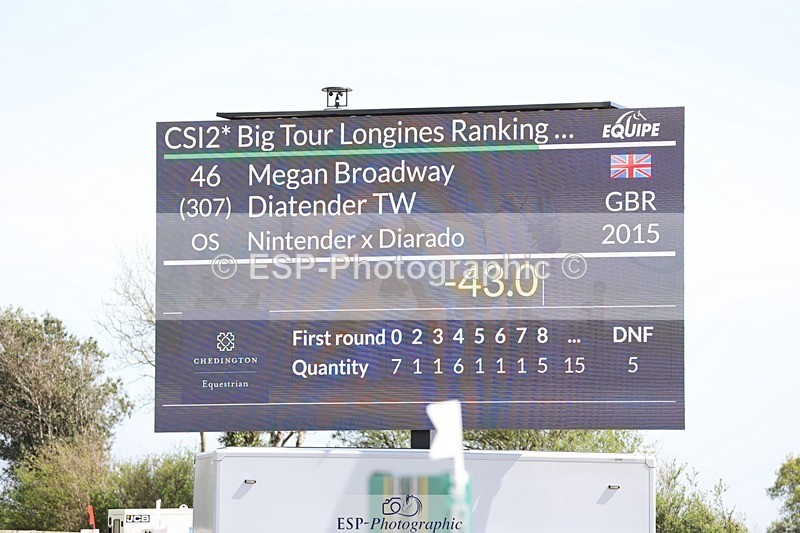 CSI2* Big Tour Longines Ranking ... EQUIPE
46 Megan Broadway
(307) Diatender TW GBR
OS Nintender x Diarado 2015
© ESP-Photographic ©
-43.0
First round 0 2 3 4 5 6 7 8 ... DNF
Quantity 7 1 1 6 1 1 1 5 15 5
CHEDINGTON
Equestrian
JCB
ESP-Photographic